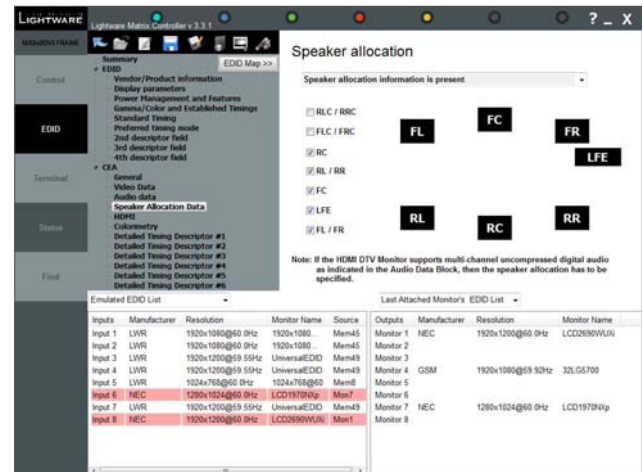 LIGHTWARE
Lightware Matrix Controller v 3.3.1
? _ X
Control
EDID
Terminal
Status
Find
EDID Map >>
Summary
EDID
Vendor/Product information
Display parameters
Power Management and Features
Gamma/Color and Established Timings
Standard Timing
Preferred timing mode
2nd descriptor field
3rd descriptor field
4th descriptor field
CEA
General
Video Data
Audio data
Speaker Allocation Data
HDMI
Colorimetry
Detailed Timing Descriptor #1
Detailed Timing Descriptor #2
Detailed Timing Descriptor #3
Detailed Timing Descriptor #4
Detailed Timing Descriptor #5
Detailed Timing Descriptor #6
Speaker allocation
Speaker allocation information is present
RLC / RRC
FLC / FRC
RC
RL / RR
FC
LFE
FL / FR
FL
FC
FR
LFE
RL
RC
RR
Note: If the HDMI DTV Monitor supports multi-channel uncompressed digital audio
as indicated in the Audio Data Block, then the speaker allocation has to be
specified.
Emulated EDID List
Inputs Manufacturer Resolution Monitor Name Source
Input 1 LWR 1920x1080@60.0Hz 1920x1080... Mem45
Input 2 LWR 1920x1080@60.0Hz 1920x1080... Mem45
Input 3 LWR 1920x1200@59.55Hz UniversalEDID Mem49
Input 4 LWR 1920x1200@59.55Hz UniversalEDID Mem49
Input 5 LWR 1024x768@60.0Hz 1024x768@60 Mem8
Input 6 NEC 1280x1024@60.0Hz LCD1970NXp Mon7
Input 7 LWR 1920x1200@59.55Hz UniversalEDID Mem49
Input 8 NEC 1920x1200@60.0Hz LCD2690WUXi Mon1
Last Attached Monitor's EDID List
Outputs Manufacturer Resolution Monitor Name
Monitor 1 NEC 1920x1200@60.0Hz LCD2690WUXi
Monitor 2
Monitor 3
Monitor 4 GSM 1920x1080@59.92Hz 32LG5700
Monitor 5
Monitor 6
Monitor 7 NEC 1280x1024@60.0Hz LCD1970NXp
Monitor 8